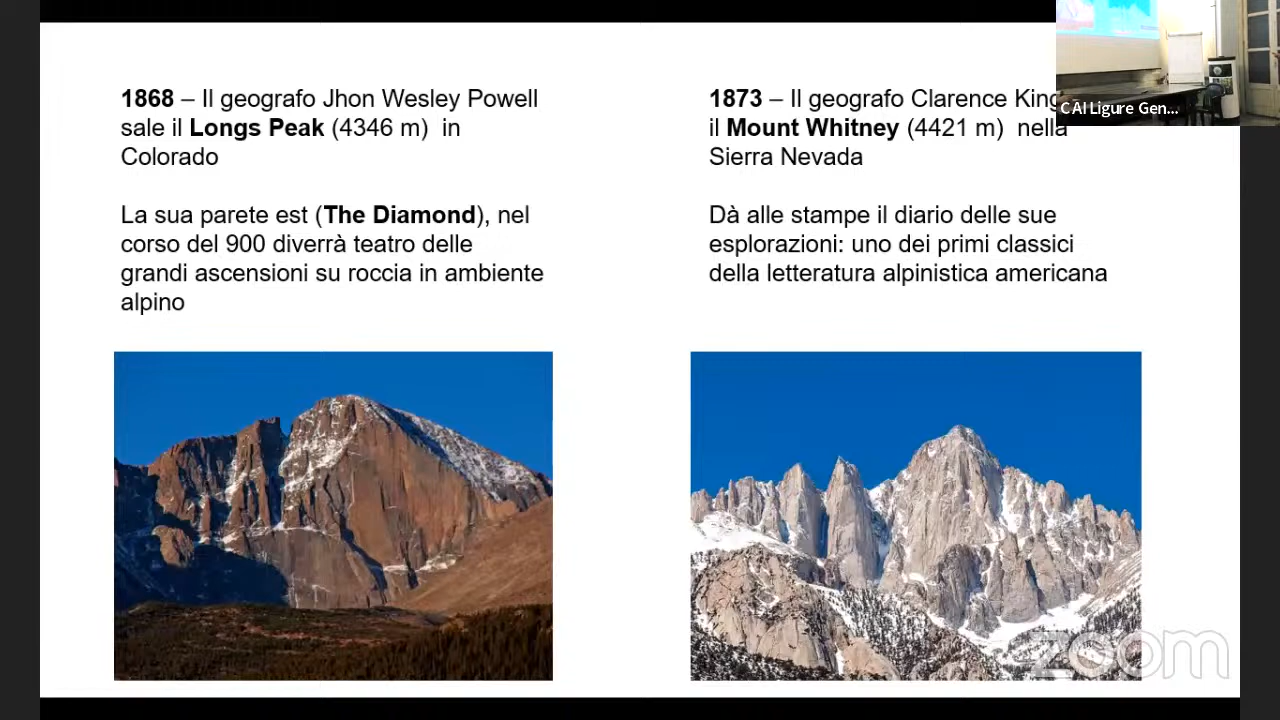 1868 – Il geografo Jhon Wesley Powell
sale il Longs Peak (4346 m) in
Colorado
La sua parete est (The Diamond), nel
corso del 900 diverrà teatro delle
grandi ascensioni su roccia in ambiente
alpino
1873 – Il geografo Clarence King
il Mount Whitney (4421 m) nella
Sierra Nevada
Dà alle stampe il diario delle sue
esplorazioni: uno dei primi classici
della letteratura alpinistica americana
C AI Ligure Gen...
zoom